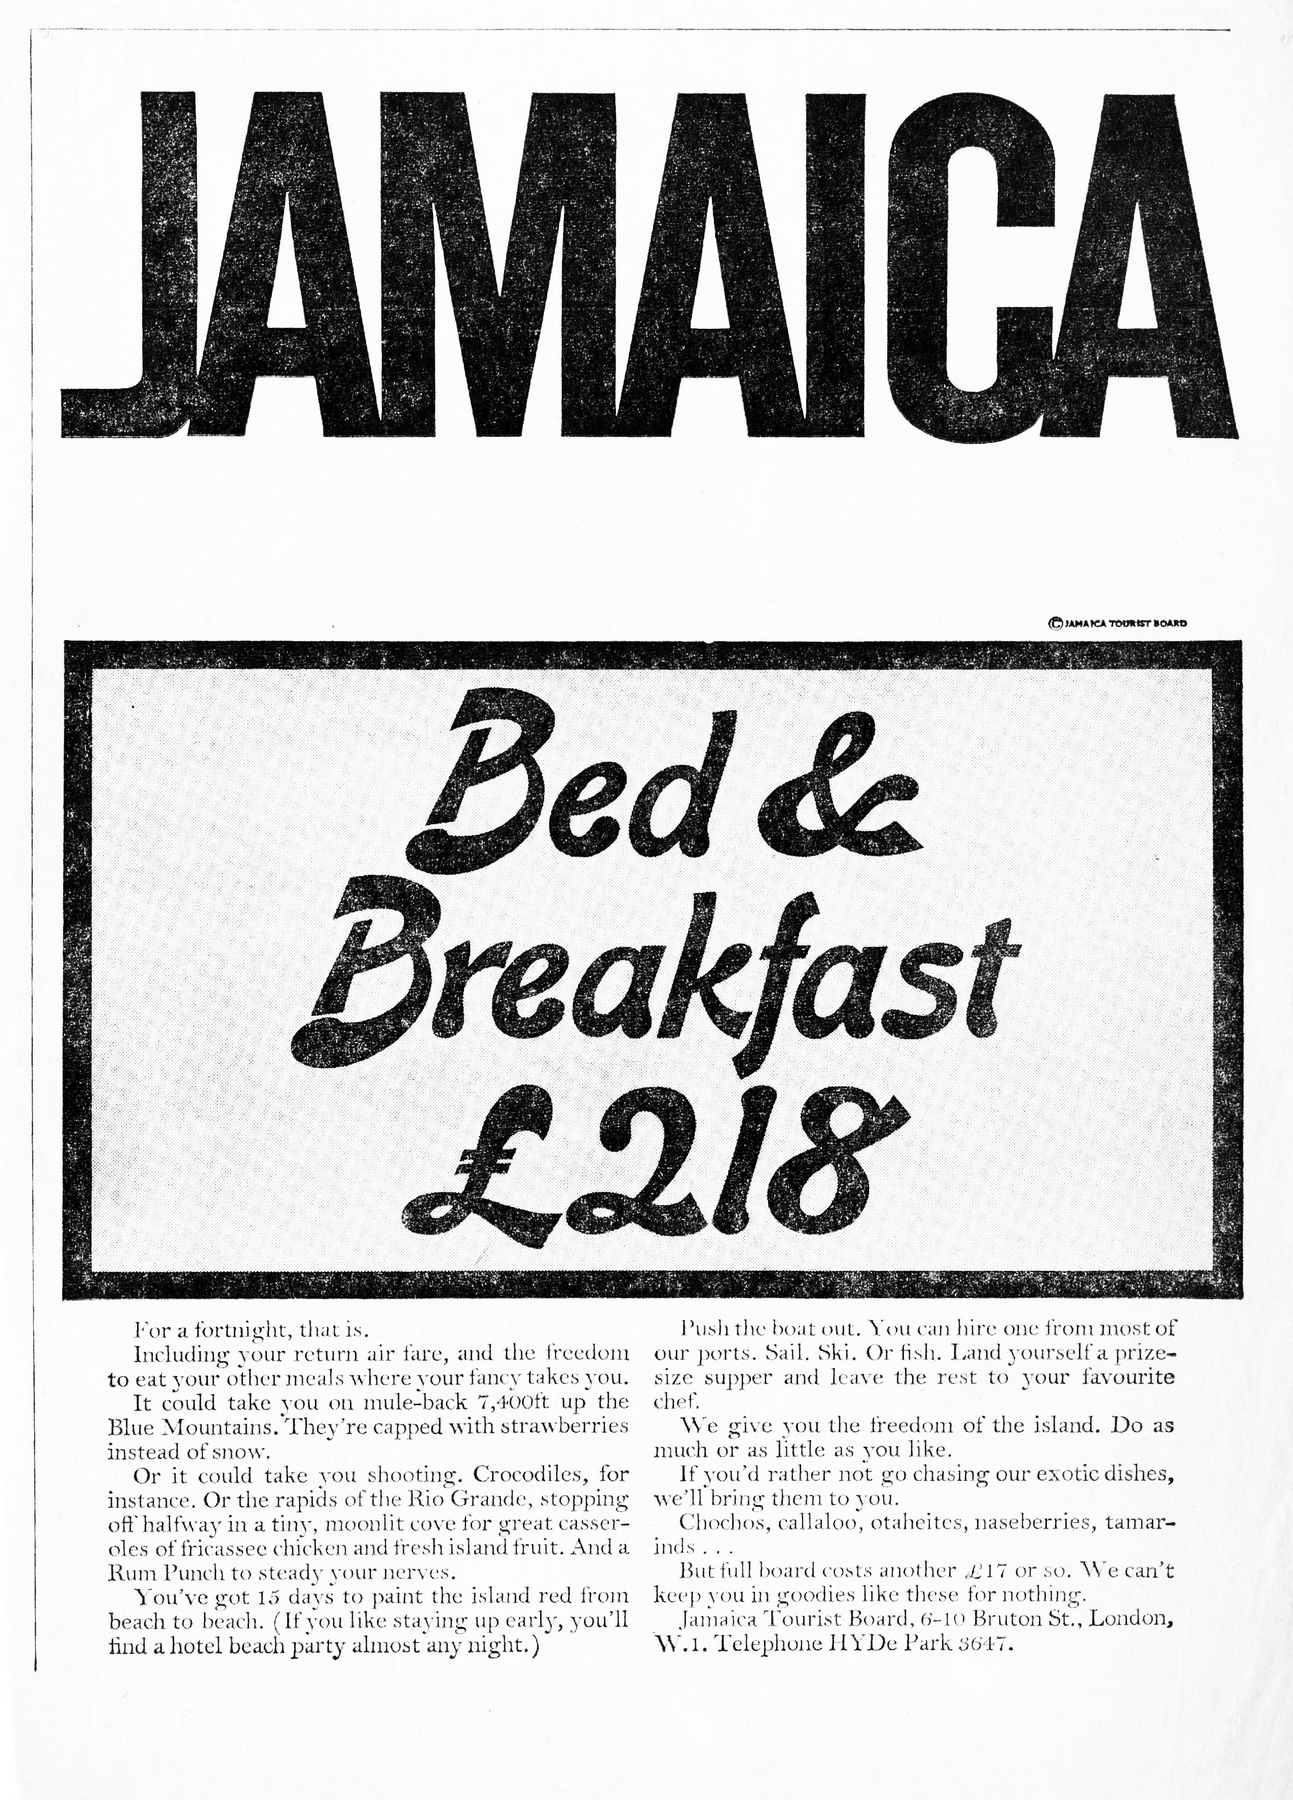 JAMAICA
© JAMAICA TOURIST BOARD
Bed &
Breakfast
£218
For a fortnight, that is.
Including your return air fare, and the freedom
to eat your other meals where your fancy takes you.
It could take you on mule-back 7,400ft up the
Blue Mountains. They're capped with strawberries
instead of snow.
Or it could take you shooting. Crocodiles, for
instance. Or the rapids of the Rio Grande, stopping
off halfway in a tiny, moonlit cove for great casser-
oles of fricassee chicken and fresh island fruit. And a
Rum Punch to steady your nerves.
You've got 15 days to paint the island red from
beach to beach. (If you like staying up early, you'll
find a hotel beach party almost any night.)
Push the boat out. You can hire one from most of
our ports. Sail. Ski. Or fish. Land yourself a prize-
size supper and leave the rest to your favourite
chef.
We give you the freedom of the island. Do as
much or as little as you like.
If you'd rather not go chasing our exotic dishes,
we'll bring them to you.
Chochos, callaloo, otaheites, naseberries, tamar-
inds . . .
But full board costs another £17 or so. We can't
keep you in goodies like these for nothing.
Jamaica Tourist Board, 6-10 Bruton St., London,
W.1. Telephone HYDe Park 3647.